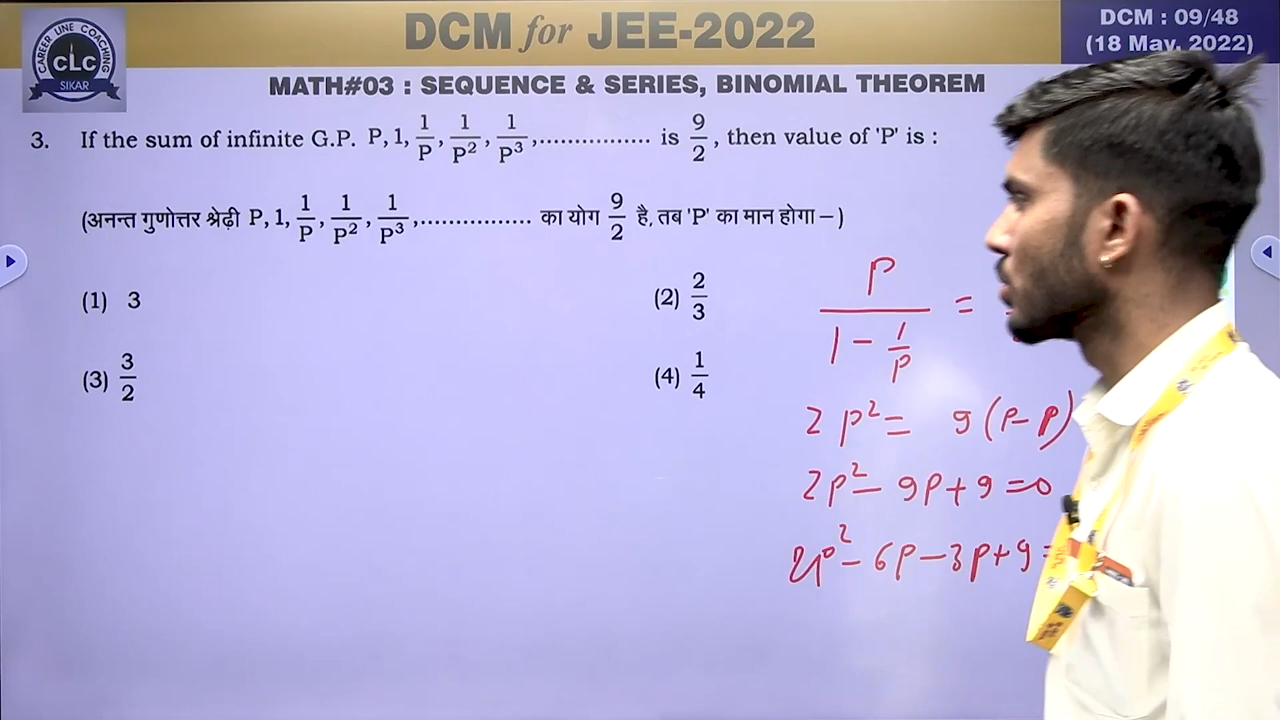 CAREER LINE COACHING
CLC
SIKAR
DCM for JEE-2022
DCM : 09/48
(18 May, 2022)
MATH#03 : SEQUENCE & SERIES, BINOMIAL THEOREM
3. If the sum of infinite G.P. P, 1, 1/P, 1/P², 1/P³, ................ is 9/2, then value of 'P' is :
(अनन्त गुणोत्तर श्रेढ़ी P, 1, 1/P, 1/P², 1/P³, ................ का योग 9/2 है, तब 'P' का मान होगा – )
(1) 3
(2) 2/3
(3) 3/2
(4) 1/4
P/(1 - 1/P) =
2P² = 9(P-P)
2P² - 9P + 9 = 0
2P² - 6P - 3P + 9 =